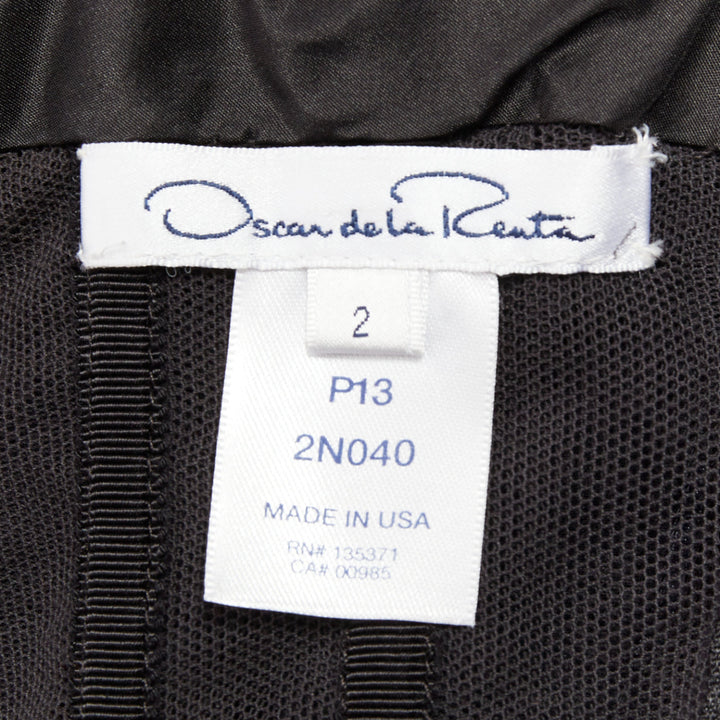 Oscar de la Renta
2
P13
2N040
MADE IN USA
RN# 135371
CA# 00985